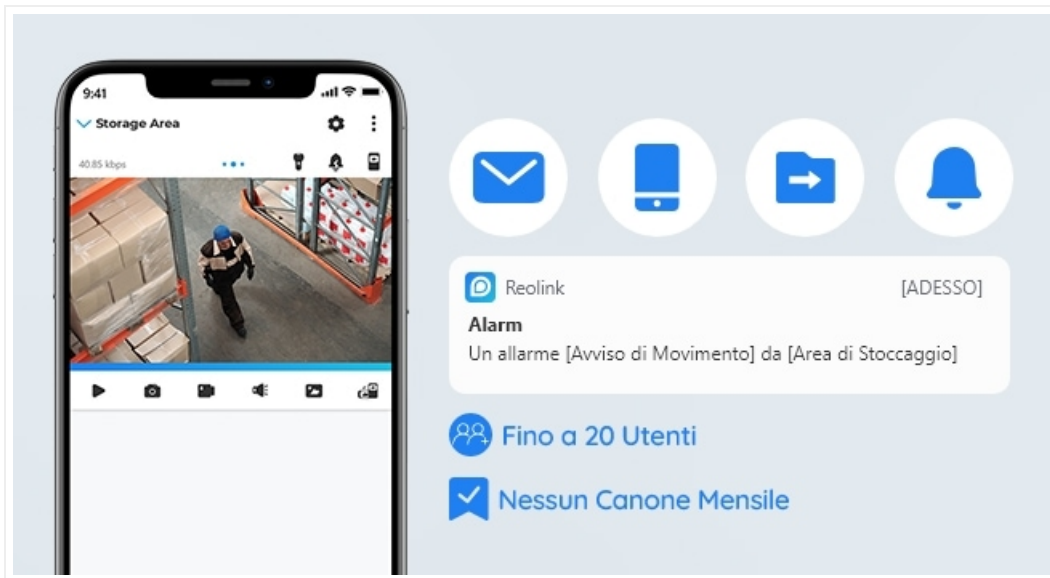 9:41
Storage Area
40.85 kbps
Reolink
[ADESSO]
Alarm
Un allarme [Avviso di Movimento] da [Area di Stoccaggio]
Fino a 20 Utenti
Nessun Canone Mensile